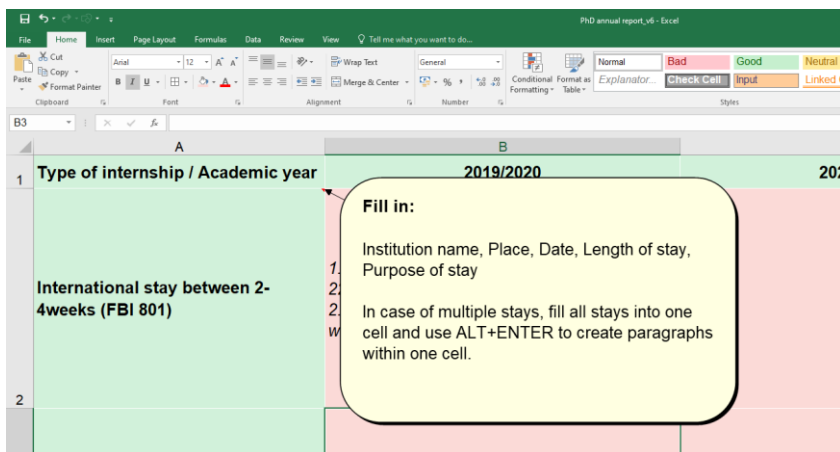 PhD annual report_v6 - Excel
File Home Insert Page Layout Formulas Data Review View Tell me what you want to do...
Paste
Cut
Copy
Format Painter
Clipboard
Arial 12
B I U
Font
Wrap Text
Merge & Center
Alignment
General
Number
Conditional Formatting
Format as Table
Normal Bad Good Neutral
Explanator... Check Cell Input Linked
Styles
B3
A B
1 Type of internship / Academic year 2019/2020
2 International stay between 2-
4weeks (FBI 801)
Fill in:
Institution name, Place, Date, Length of stay,
Purpose of stay
In case of multiple stays, fill all stays into one
cell and use ALT+ENTER to create paragraphs
within one cell.